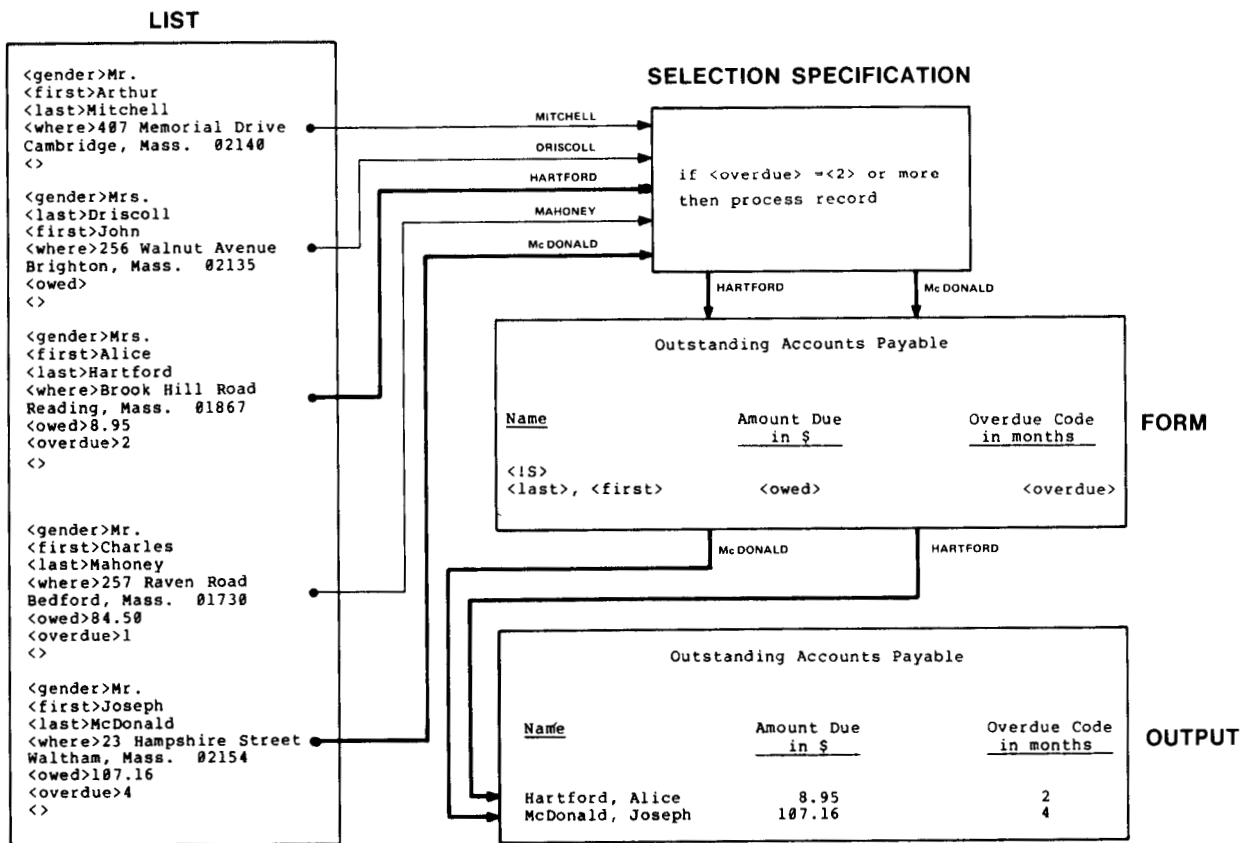 LIST
<gender>Mr.
<first>Arthur
<last>Mitchell
<where>407 Memorial Drive
Cambridge, Mass. 02140
<>
<gender>Mrs.
<last>Driscoll
<first>John
<where>256 Walnut Avenue
Brighton, Mass. 02135
<owed>
<>
<gender>Mrs.
<first>Alice
<last>Hartford
<where>Brook Hill Road
Reading, Mass. 01867
<owed>8.95
<overdue>2
<>
<gender>Mr.
<first>Charles
<last>Mahoney
<where>257 Raven Road
Bedford, Mass. 01730
<owed>84.50
<overdue>1
<>
<gender>Mr.
<first>Joseph
<last>McDonald
<where>23 Hampshire Street
Waltham, Mass. 02154
<owed>107.16
<overdue>4
<>
MITCHELL
DRISCOLL
HARTFORD
MAHONEY
McDONALD
SELECTION SPECIFICATION
if <overdue> =<2> or more
then process record
HARTFORD McDONALD
FORM
Outstanding Accounts Payable
Name Amount Due Overdue Code
in $ in months
<!S>
<last>, <first> <owed> <overdue>
McDONALD HARTFORD
OUTPUT
Outstanding Accounts Payable
Name Amount Due Overdue Code
in $ in months
Hartford, Alice 8.95 2
McDonald, Joseph 107.16 4